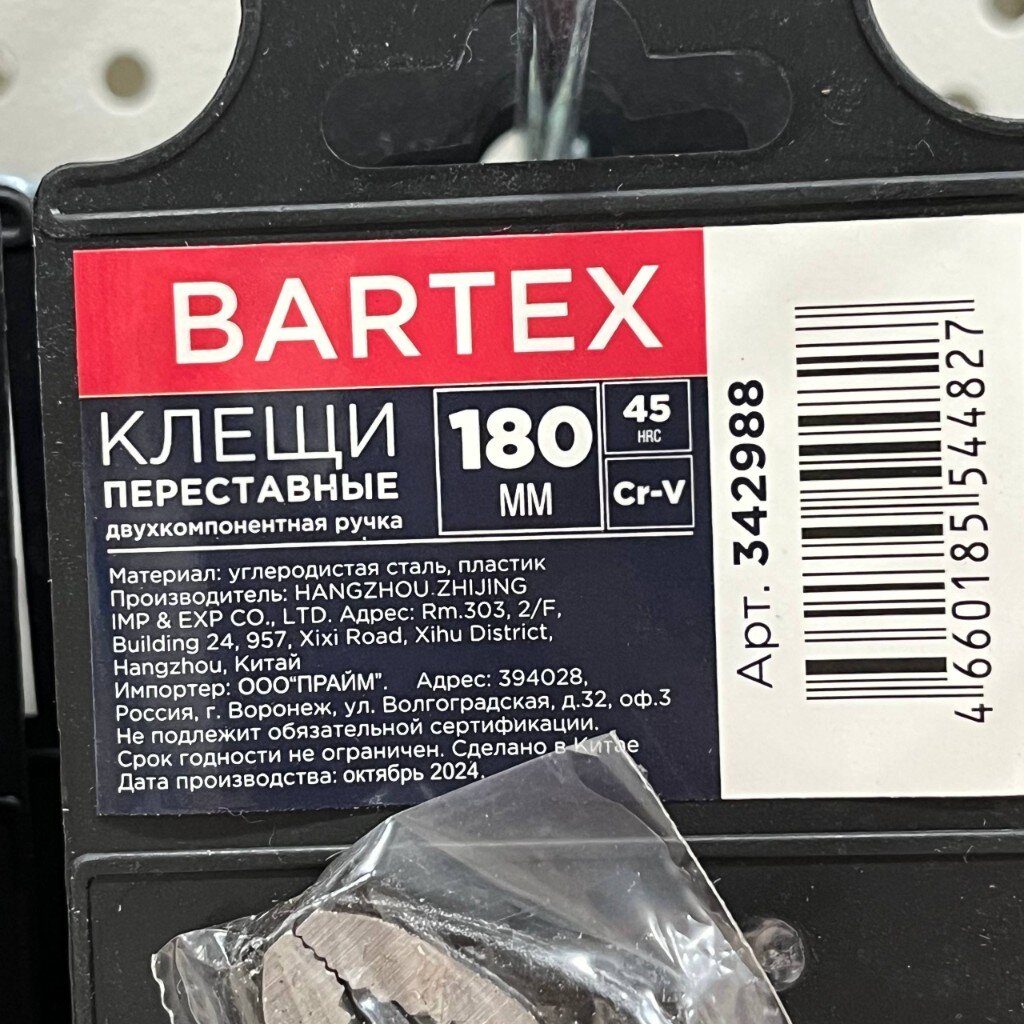 BARTEX
КЛЕЩИ
ПЕРЕСТАВНЫЕ
двухкомпонентная ручка
180
ММ
45
HRC
Cr-V
Материал: углеродистая сталь, пластик
Производитель: HANGZHOU ZHIJING
IMP & EXP CO., LTD. Адрес: Rm.303, 2/F,
Building 24, 957, Xixi Road, Xihu District,
Hangzhou, Китай
Импортер: ООО"ПРАЙМ". Адрес: 394028,
Россия, г. Воронеж, ул. Волгоградская, д.32, оф.3
Не подлежит обязательной сертификации.
Срок годности не ограничен. Сделано в Китае
Дата производства: октябрь 2024.
Арт. 342988
4660185544827